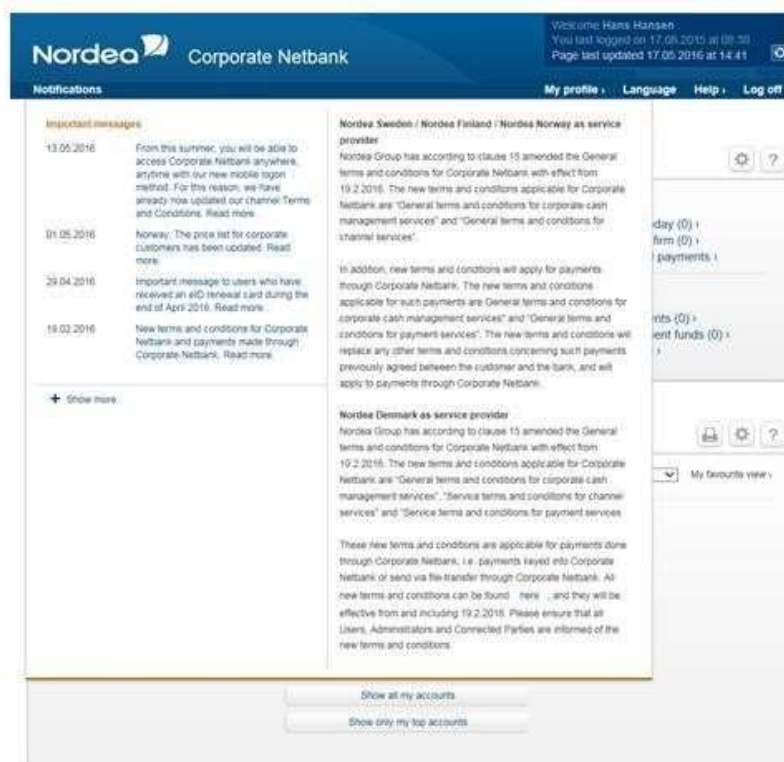 Nordea
Corporate Netbank
Welcome Hans Hansen
You last logged on 17.08.2015 at 09:38
Page last updated 17.05 2016 at 14:41
Notifications
My profile ›
Language
Help ›
Log off
Important messages
13.05.2016
From this summer, you will be able to
access Corporate Netbank anywhere,
anytime with our new mobile logon
method. For this reason, we have
already now updated our channel Terms
and Conditions. Read more.
01.05.2016
Norway: The price list for corporate
customers has been updated. Read
more.
29.04.2016
Important message to users who have
received an eID renewal card during the
end of April 2016. Read more.
19.02.2016
New terms and conditions for Corporate
Netbank and payments made through
Corporate Netbank. Read more.
+ Show more
Nordea Sweden / Nordea Finland / Nordea Norway as service
provider
Nordea Group has according to clause 15 amended the General
terms and conditions for Corporate Netbank with effect from
19.2.2016. The new terms and conditions applicable for Corporate
Netbank are "General terms and conditions for corporate cash
management services" and "General terms and conditions for
channel services".
In addition, new terms and conditions will apply for payments
through Corporate Netbank. The new terms and conditions
applicable for such payments are General terms and conditions for
corporate cash management services" and "General terms and
conditions for payment services". The new terms and conditions will
replace any other terms and conditions concerning such payments
previously agreed between the customer and the bank, and will
apply to payments through Corporate Netbank.
Nordea Denmark as service provider
Nordea Group has according to clause 15 amended the General
terms and conditions for Corporate Netbank with effect from
19.2.2016. The new terms and conditions applicable for Corporate
Netbank are "General terms and conditions for corporate cash
management services", "Service terms and conditions for channel
services" and "Service terms and conditions for payment services
These new terms and conditions are applicable for payments done
through Corporate Netbank, i.e. payments keyed into Corporate
Netbank or send via file-transfer through Corporate Netbank. All
new terms and conditions can be found here , and they will be
effective from and including 19.2.2016. Please ensure that all
Users, Administrators and Connected Parties are informed of the
new terms and conditions
?
day (0) ›
firm (0) ›
payments ›
nts (0) ›
ent funds (0) ›
›
?
My favourite view ›
Show all my accounts
Show only my top accounts